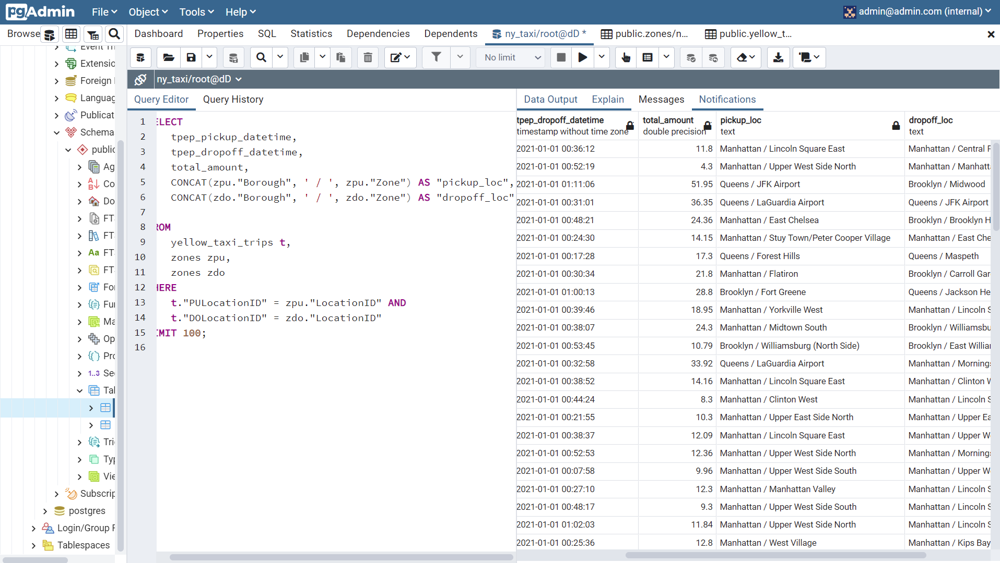 pgAdmin File Object Tools Help admin@admin.com (internal)
Browse Dashboard Properties SQL Statistics Dependencies Dependents ny_taxi/root@dD * public.zones/n... public.yellow_t...
No limit
ny_taxi/root@dD
Query Editor Query History
1 ELECT
2 tpep_pickup_datetime,
3 tpep_dropoff_datetime,
4 total_amount,
5 CONCAT(zpu."Borough", ' / ', zpu."Zone") AS "pickup_loc",
6 CONCAT(zdo."Borough", ' / ', zdo."Zone") AS "dropoff_loc"
7
8 ROM
9 yellow_taxi_trips t,
10 zones zpu,
11 zones zdo
12 HERE
13 t."PULocationID" = zpu."LocationID" AND
14 t."DOLocationID" = zdo."LocationID"
15 IMIT 100;
16
Data Output Explain Messages Notifications
tpep_dropoff_datetime total_amount pickup_loc dropoff_loc
timestamp without time zone double precision text text
2021-01-01 00:36:12 11.8 Manhattan / Lincoln Square East Manhattan / Central
2021-01-01 00:52:19 4.3 Manhattan / Upper West Side North Manhattan / Manhatt
2021-01-01 01:11:06 51.95 Queens / JFK Airport Brooklyn / Midwood
2021-01-01 00:31:01 36.35 Queens / LaGuardia Airport Queens / JFK Airport
2021-01-01 00:48:21 24.36 Manhattan / East Chelsea Brooklyn / Brooklyn H
2021-01-01 00:24:30 14.15 Manhattan / Stuy Town/Peter Cooper Village Manhattan / East Che
2021-01-01 00:17:28 17.3 Queens / Forest Hills Queens / Maspeth
2021-01-01 00:30:34 21.8 Manhattan / Flatiron Brooklyn / Carroll Gar
2021-01-01 01:00:13 28.8 Brooklyn / Fort Greene Queens / Jackson He
2021-01-01 00:39:46 18.95 Manhattan / Yorkville West Manhattan / Lincoln S
2021-01-01 00:38:07 24.3 Manhattan / Midtown South Brooklyn / Williamsbu
2021-01-01 00:53:45 10.79 Brooklyn / Williamsburg (North Side) Brooklyn / East Willia
2021-01-01 00:32:58 33.92 Queens / LaGuardia Airport Manhattan / Mornings
2021-01-01 00:38:52 14.16 Manhattan / Lincoln Square East Manhattan / Clinton
2021-01-01 00:44:24 8.3 Manhattan / Clinton West Manhattan / Lincoln S
2021-01-01 00:21:55 10.3 Manhattan / Upper East Side North Manhattan / Upper Ea
2021-01-01 00:38:37 12.09 Manhattan / Lincoln Square East Manhattan / Upper W
2021-01-01 00:52:53 12.36 Manhattan / Upper West Side North Manhattan / Mornings
2021-01-01 00:07:58 9.96 Manhattan / Upper West Side South Manhattan / Upper W
2021-01-01 00:27:10 12.3 Manhattan / Manhattan Valley Manhattan / Lincoln S
2021-01-01 00:48:17 9.3 Manhattan / Upper West Side South Manhattan / Lincoln S
2021-01-01 01:02:03 11.84 Manhattan / Upper West Side North Manhattan / Lincoln S
2021-01-01 00:25:36 12.8 Manhattan / West Village Manhattan / Kips Bay
Extensio
Foreign
Languag
Publicat
Schema
public
Ag
Co
Do
FT
FT
Aa FT
FT
For
Fur
Ma
Op
Pro
1..3 Se
Tal
Tri
Typ
Vie
Subscrip
postgres
Login/Group
Tablespaces